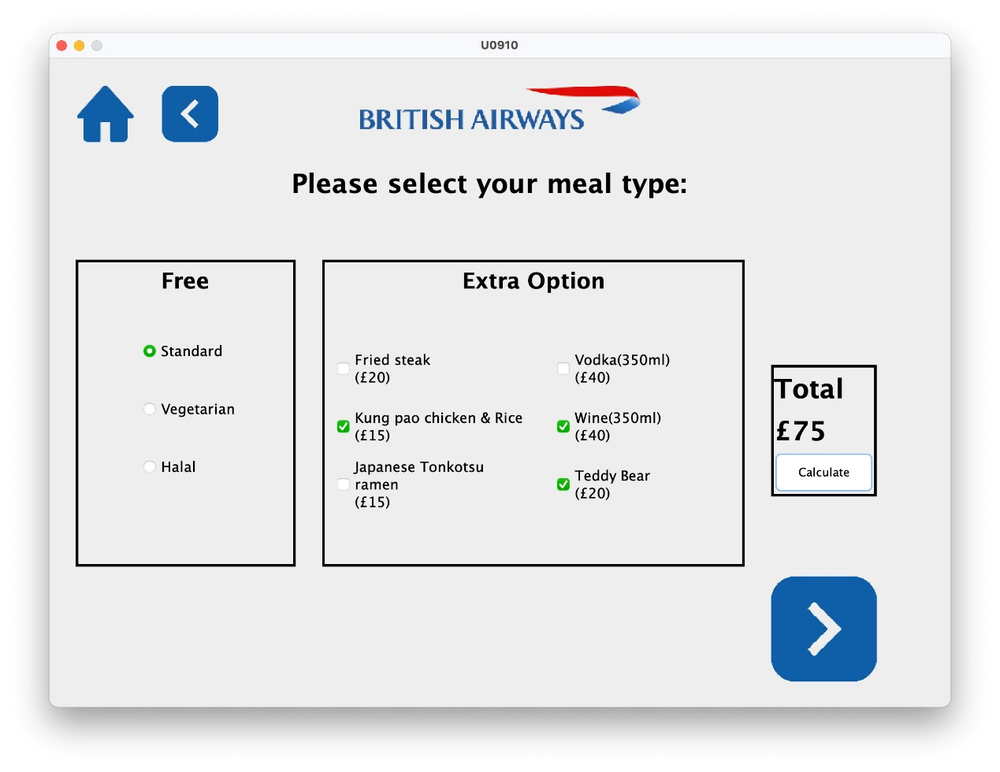 U0910
BRITISH AIRWAYS
Please select your meal type:
Free
Standard
Vegetarian
Halal
Extra Option
Fried steak
(£20)
Kung pao chicken & Rice
(£15)
Japanese Tonkotsu
ramen
(£15)
Vodka(350ml)
(£40)
Wine(350ml)
(£40)
Teddy Bear
(£20)
Total
£75
Calculate